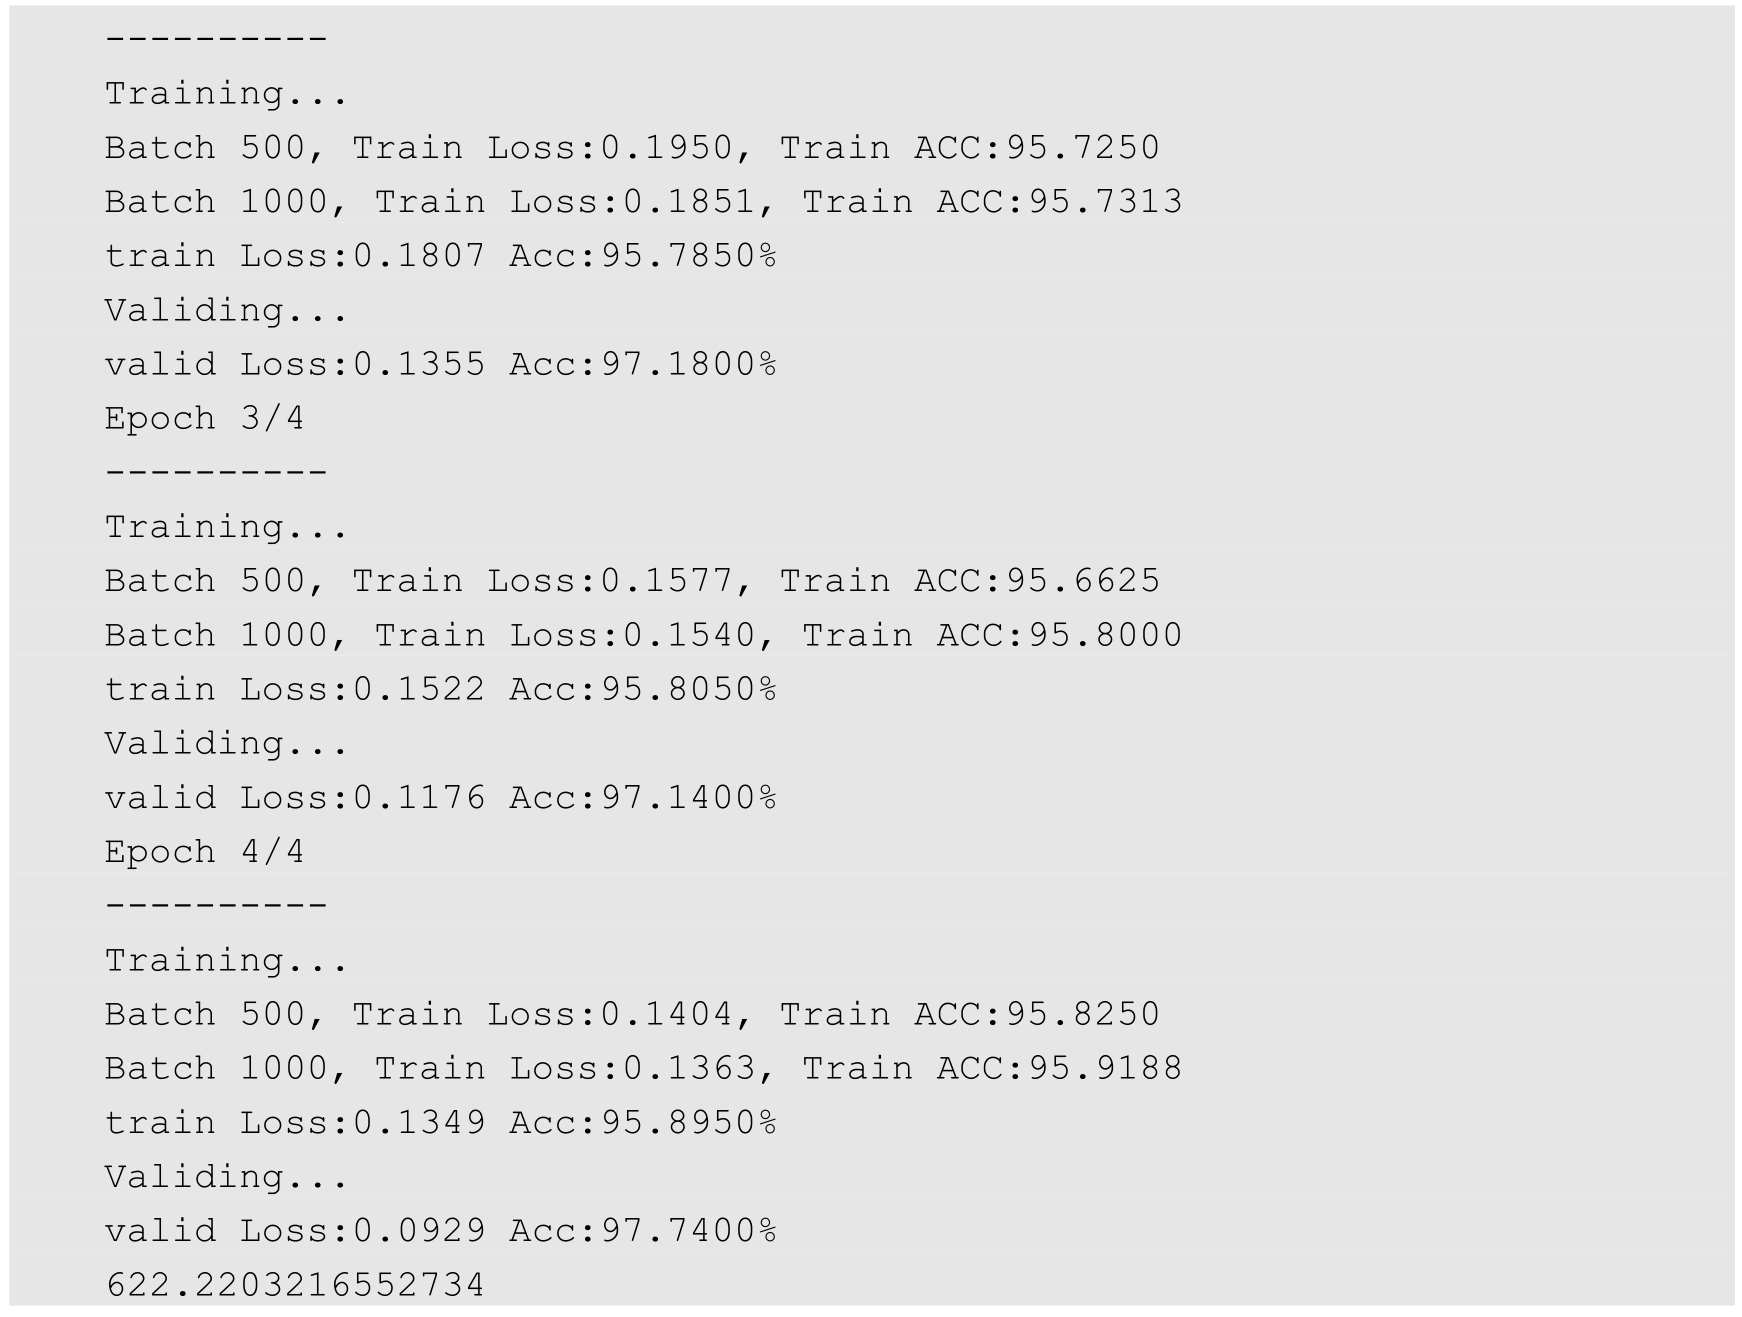 ----------
Training...
Batch 500, Train Loss:0.1950, Train ACC:95.7250
Batch 1000, Train Loss:0.1851, Train ACC:95.7313
train Loss:0.1807 Acc:95.7850%
Validing...
valid Loss:0.1355 Acc:97.1800%
Epoch 3/4
----------
Training...
Batch 500, Train Loss:0.1577, Train ACC:95.6625
Batch 1000, Train Loss:0.1540, Train ACC:95.8000
train Loss:0.1522 Acc:95.8050%
Validing...
valid Loss:0.1176 Acc:97.1400%
Epoch 4/4
----------
Training...
Batch 500, Train Loss:0.1404, Train ACC:95.8250
Batch 1000, Train Loss:0.1363, Train ACC:95.9188
train Loss:0.1349 Acc:95.8950%
Validing...
valid Loss:0.0929 Acc:97.7400%
622.2203216552734